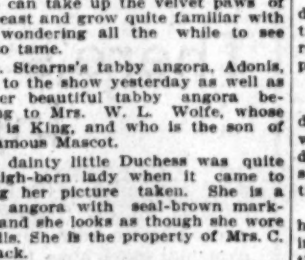 can take up the velvet paws of
east and grow quite familiar with
wondering all the while to see
o tame.
. Stearns's tabby angora, Adonis,
to the show yesterday as well as
er beautiful tabby angora be-
g to Mrs. W. L. Wolfe, whose
is King, and who is the son of
amous Mascot.
dainty little Duchess was quite
igh-born lady when it came to
g her picture taken. She is a
angora with seal-brown mark-
and she looks as though she wore
lls. She is the property of Mrs. C.
ack.